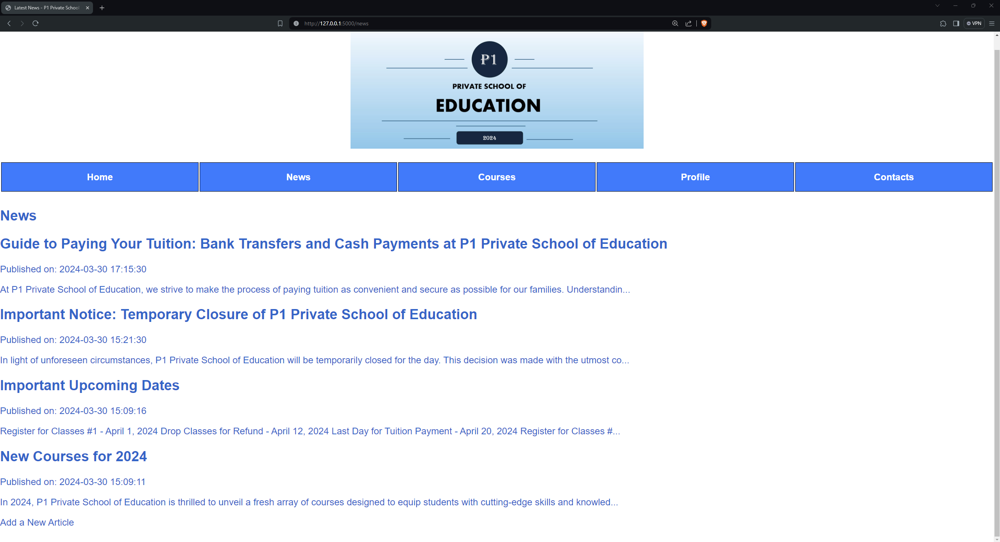 Latest News - P1 Private School
http://127.0.0.1:5000/news
VPN
P1
PRIVATE SCHOOL OF
EDUCATION
2024
Home
News
Courses
Profile
Contacts
News
Guide to Paying Your Tuition: Bank Transfers and Cash Payments at P1 Private School of Education
Published on: 2024-03-30 17:15:30
At P1 Private School of Education, we strive to make the process of paying tuition as convenient and secure as possible for our families. Understandin...
Important Notice: Temporary Closure of P1 Private School of Education
Published on: 2024-03-30 15:21:30
In light of unforeseen circumstances, P1 Private School of Education will be temporarily closed for the day. This decision was made with the utmost co...
Important Upcoming Dates
Published on: 2024-03-30 15:09:16
Register for Classes #1 - April 1, 2024 Drop Classes for Refund - April 12, 2024 Last Day for Tuition Payment - April 20, 2024 Register for Classes #...
New Courses for 2024
Published on: 2024-03-30 15:09:11
In 2024, P1 Private School of Education is thrilled to unveil a fresh array of courses designed to equip students with cutting-edge skills and knowled...
Add a New Article